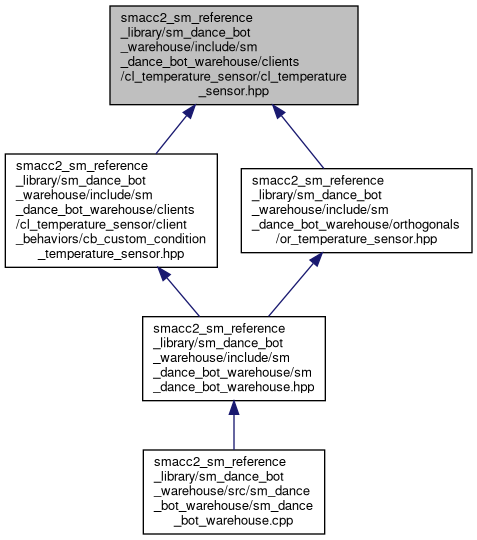 smacc2_sm_reference
_library/sm_dance_bot
_warehouse/include/sm
_dance_bot_warehouse/clients
/cl_temperature_sensor/cl_temperature
_sensor.hpp
smacc2_sm_reference
_library/sm_dance_bot
_warehouse/include/sm
_dance_bot_warehouse/clients
/cl_temperature_sensor/client
_behaviors/cb_custom_condition
_temperature_sensor.hpp
smacc2_sm_reference
_library/sm_dance_bot
_warehouse/include/sm
_dance_bot_warehouse/orthogonals
/or_temperature_sensor.hpp
smacc2_sm_reference
_library/sm_dance_bot
_warehouse/include/sm
_dance_bot_warehouse/sm
_dance_bot_warehouse.hpp
smacc2_sm_reference
_library/sm_dance_bot
_warehouse/src/sm_dance
_bot_warehouse/sm_dance
_bot_warehouse.cpp